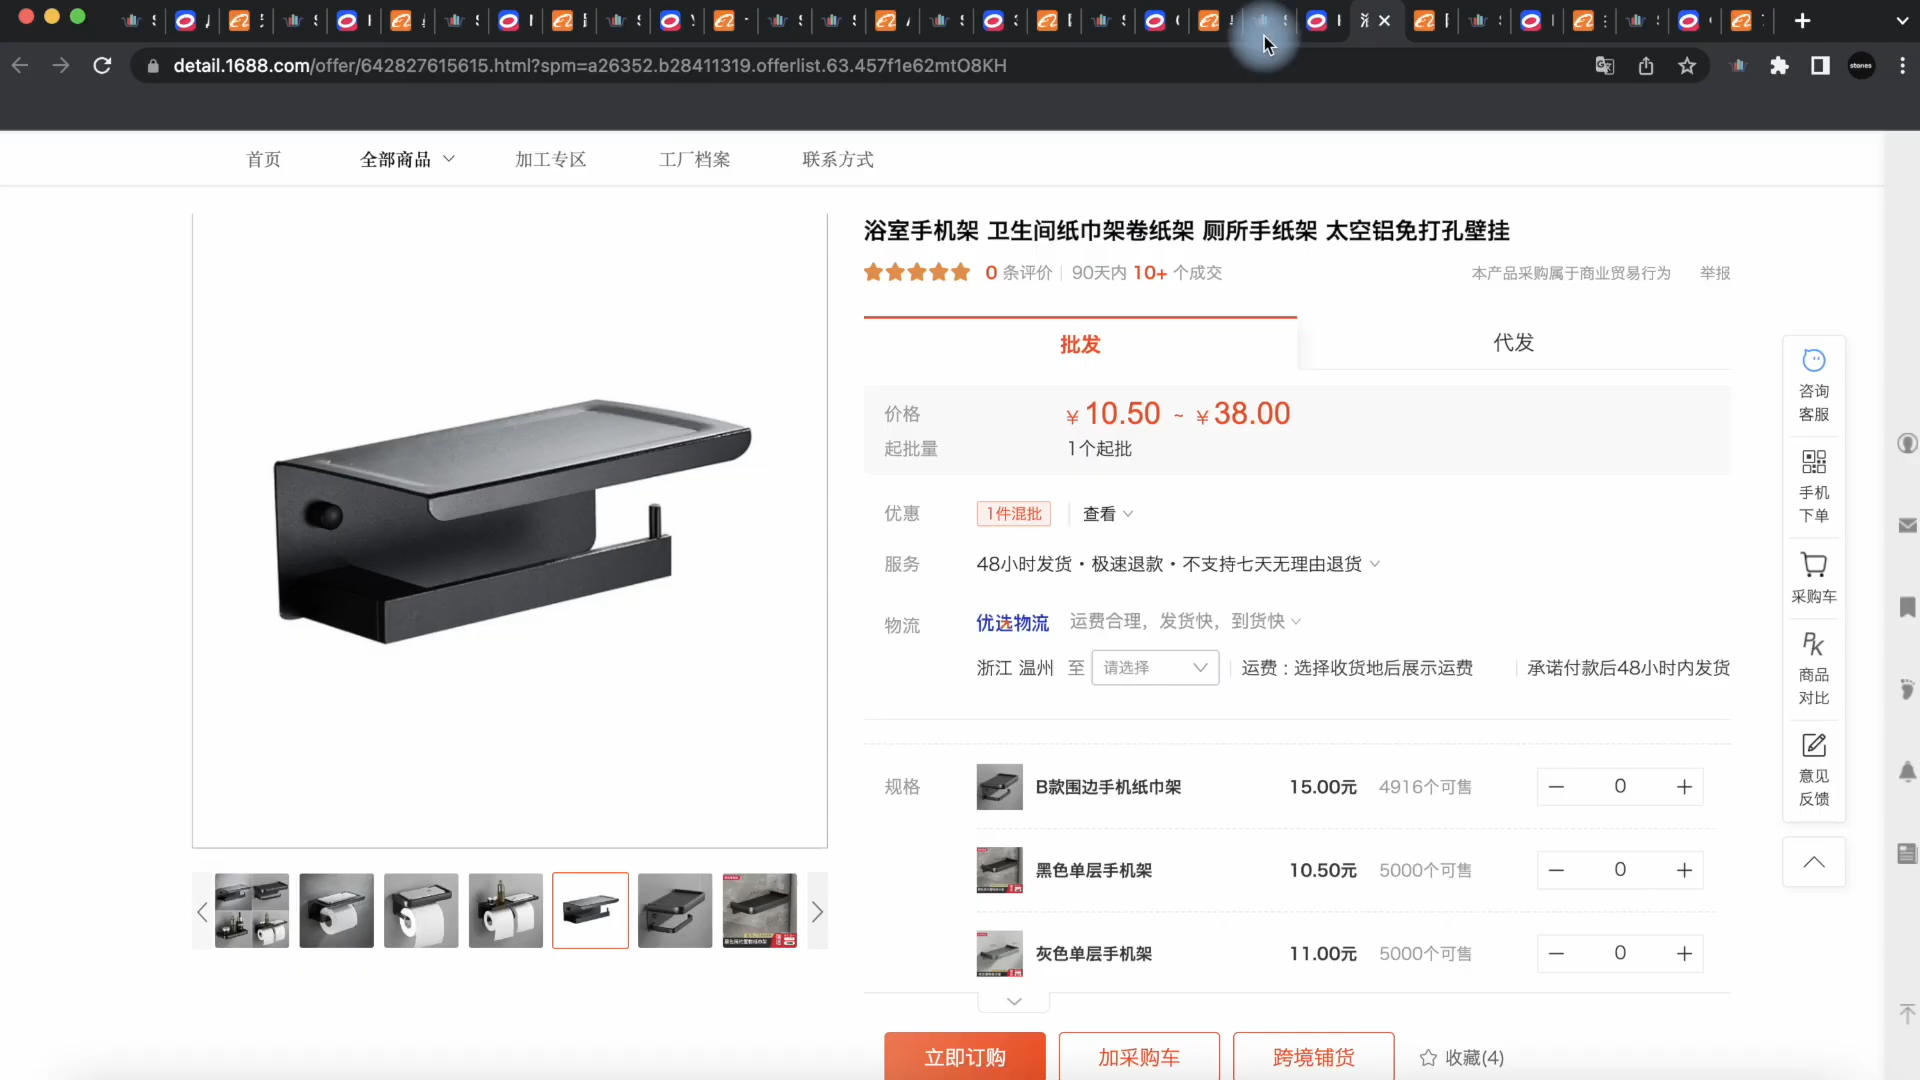 detail.1688.com/offer/642827615615.html?spm=a26352.b28411319.offerlist.63.457f1e62mtO8KH
stones
首页
全部商品
加工专区
工厂档案
联系方式
浴室手机架 卫生间纸巾架卷纸架 厕所手纸架 太空铝免打孔壁挂
0 条评价 90天内 10+ 个成交
本产品采购属于商业贸易行为 举报
批发
代发
价格
¥10.50 ~ ¥38.00
起批量
1个起批
优惠
1件混批
查看
服务
48小时发货·极速退款·不支持七天无理由退货
物流
优选物流
运费合理，发货快，到货快
浙江 温州 至 请选择 运费：选择收货地后展示运费 承诺付款后48小时内发货
规格
B款围边手机纸巾架 15.00元 4916个可售 0
黑色单层手机架 10.50元 5000个可售 0
灰色单层手机架 11.00元 5000个可售 0
立即订购
加采购车
跨境铺货
收藏(4)
咨询
客服
手机
下单
采购车
PK
商品
对比
意见
反馈